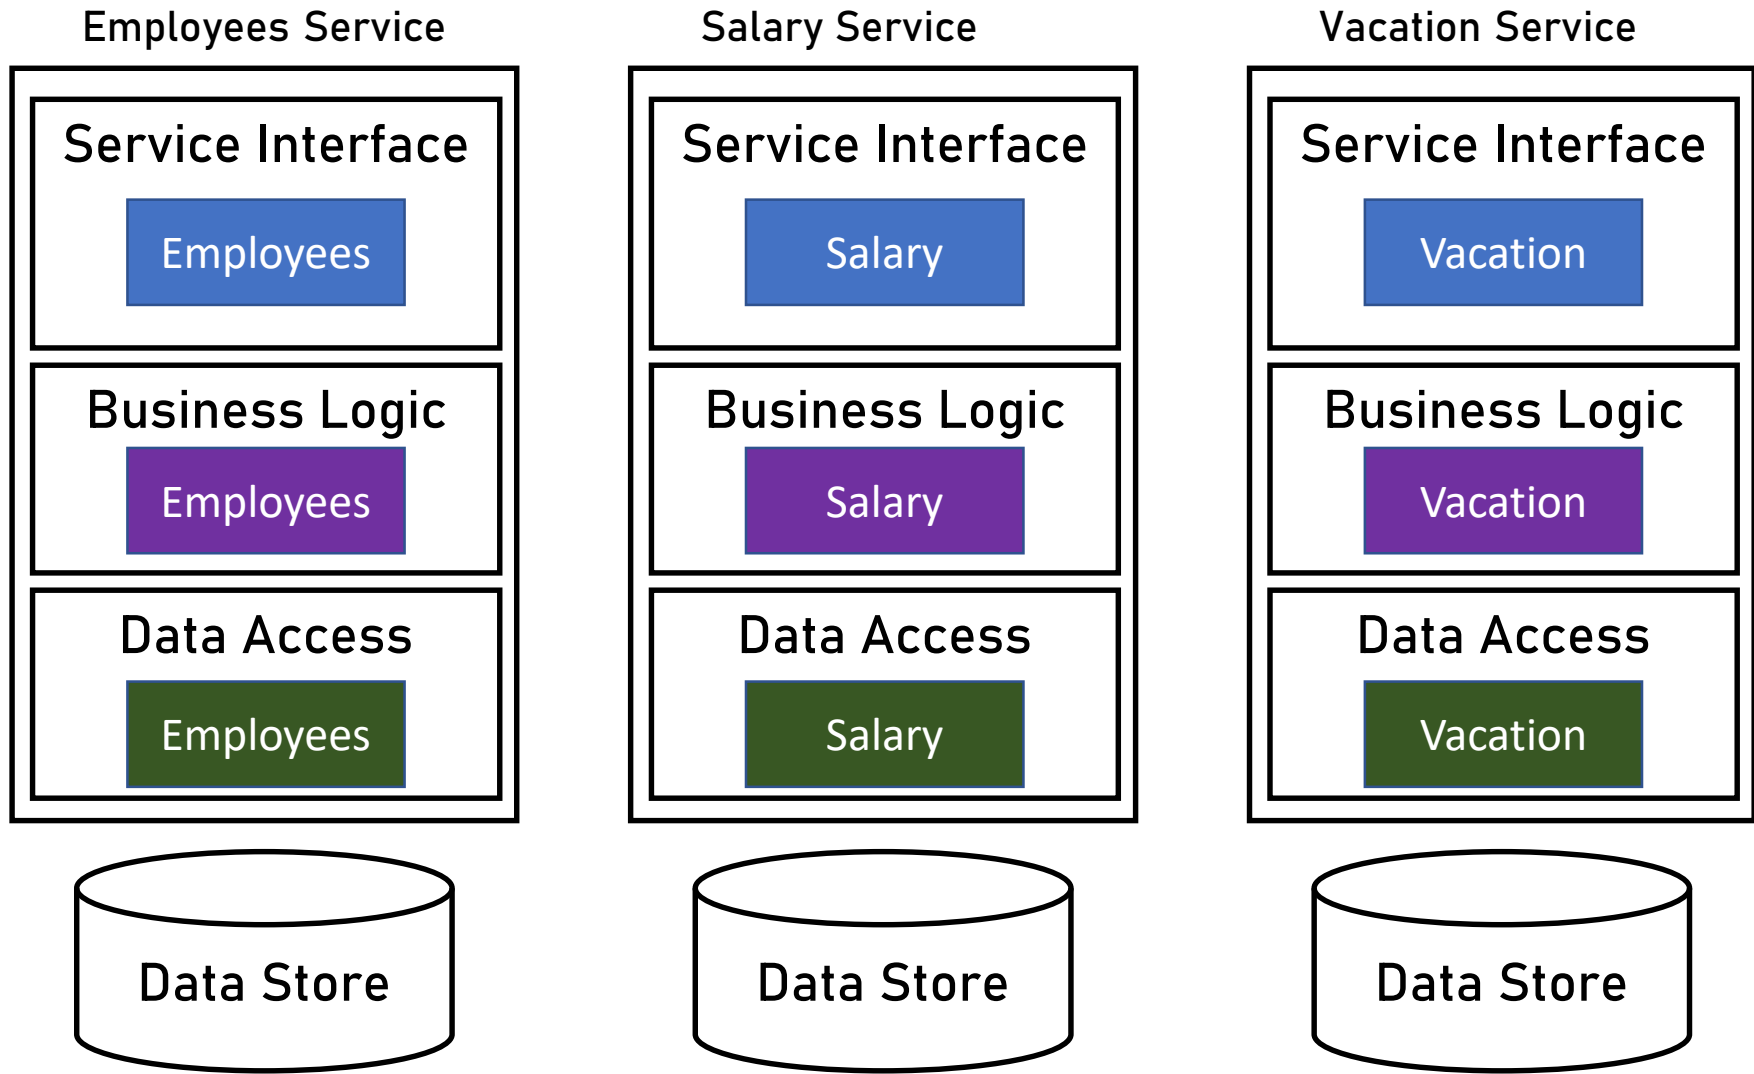 Employees Service
Service Interface
Employees
Business Logic
Employees
Data Access
Employees
Data Store
Salary Service
Service Interface
Salary
Business Logic
Salary
Data Access
Salary
Data Store
Vacation Service
Service Interface
Vacation
Business Logic
Vacation
Data Access
Vacation
Data Store